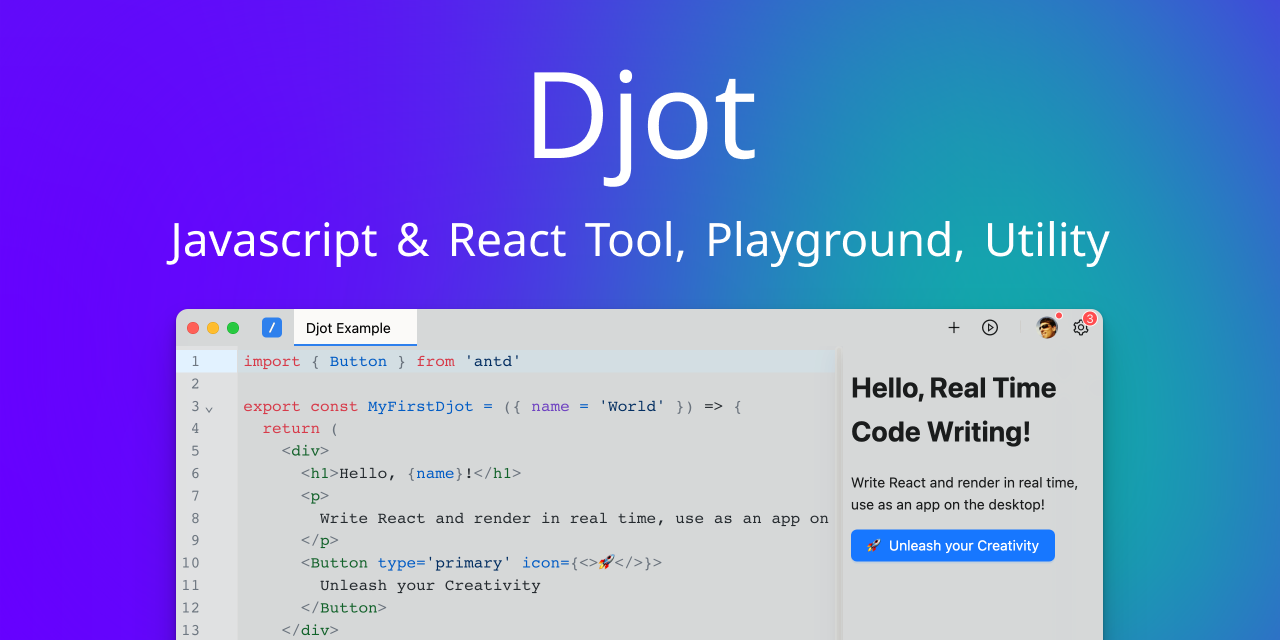 Djot
Javascript & React Tool, Playground, Utility
/ Djot Example 3
1 import { Button } from 'antd'
2
3 export const MyFirstDjot = ({ name = 'World' }) => {
4 return (
5 <div>
6 <h1>Hello, {name}!</h1>
7 <p>
8 Write React and render in real time, use as an app on
9 </p>
10 <Button type='primary' icon={<>🚀</>}>
11 Unleash your Creativity
12 </Button>
13 </div>
Hello, Real Time
Code Writing!
Write React and render in real time,
use as an app on the desktop!
🚀 Unleash your Creativity